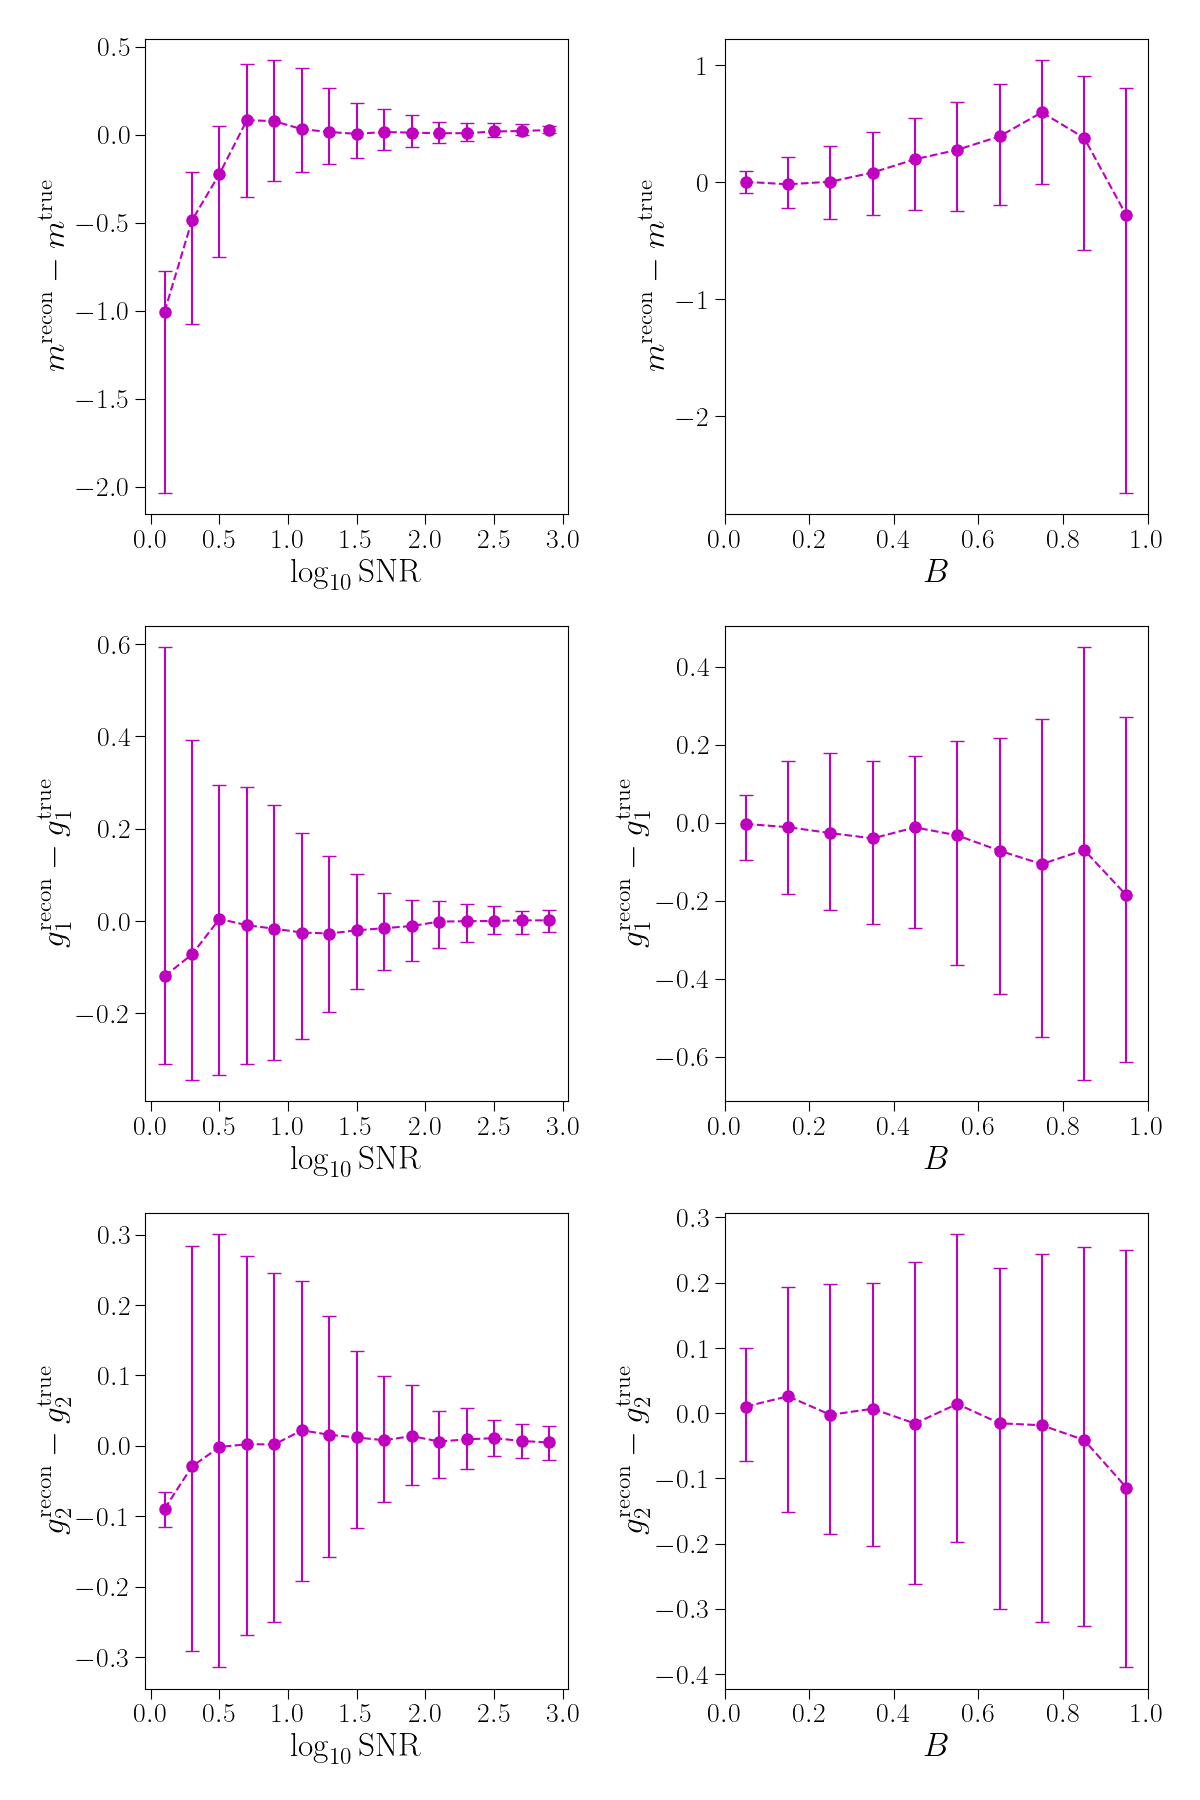 0.5 0.0 −0.5 −1.0 −1.5 −2.0
m^recon − m^true
0.0 0.5 1.0 1.5 2.0 2.5 3.0
log₁₀ SNR
1 0 −1 −2
m^recon − m^true
0.0 0.2 0.4 0.6 0.8 1.0
B
0.6 0.4 0.2 0.0 −0.2
g₁^recon − g₁^true
0.0 0.5 1.0 1.5 2.0 2.5 3.0
log₁₀ SNR
0.4 0.2 0.0 −0.2 −0.4 −0.6
g₁^recon − g₁^true
0.0 0.2 0.4 0.6 0.8 1.0
B
0.3 0.2 0.1 0.0 −0.1 −0.2 −0.3
g₂^recon − g₂^true
0.0 0.5 1.0 1.5 2.0 2.5 3.0
log₁₀ SNR
0.3 0.2 0.1 0.0 −0.1 −0.2 −0.3 −0.4
g₂^recon − g₂^true
0.0 0.2 0.4 0.6 0.8 1.0
B